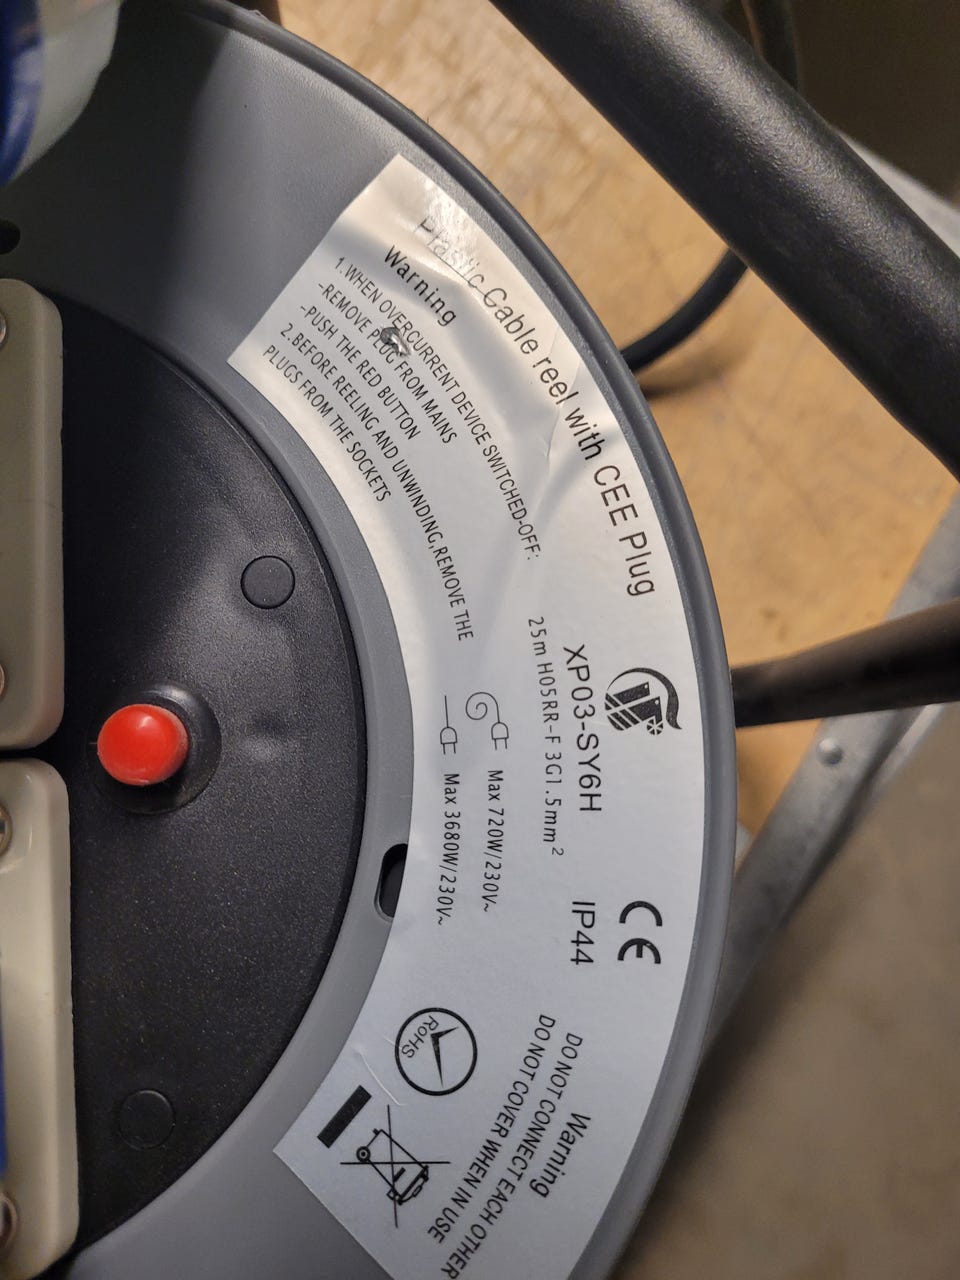 Plastic Cable reel with CEE Plug
Warning
1.WHEN OVERCURRENT DEVICE SWITCHED-OFF:
-REMOVE PLUG FROM MAINS
-PUSH THE RED BUTTON
2.BEFORE REELING AND UNWINDING,REMOVE THE
PLUGS FROM THE SOCKETS
XP03-SY6H
25m H05RR-F 3G1.5mm²
Max 720W/230V~
Max 3680W/230V~
CE
IP44
RoHS
Warning
DO NOT CONNECT EACH OTHER
DO NOT COVER WHEN IN USE